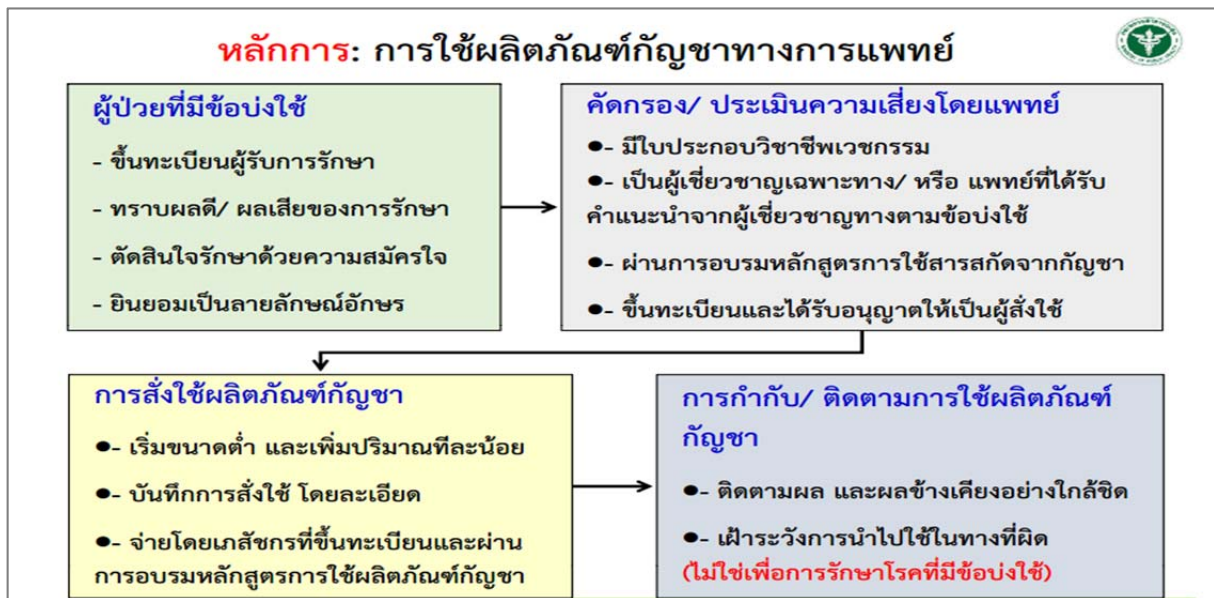 หลักการ: การใช้ผลิตภัณฑ์กัญชาทางการแพทย์
ผู้ป่วยที่มีข้อบ่งใช้
- ขึ้นทะเบียนผู้รับการรักษา
- ทราบผลดี/ ผลเสียของการรักษา
- ตัดสินใจรักษาด้วยความสมัครใจ
- ยินยอมเป็นลายลักษณ์อักษร
คัดกรอง/ ประเมินความเสี่ยงโดยแพทย์
●- มีใบประกอบวิชาชีพเวชกรรม
●- เป็นผู้เชี่ยวชาญเฉพาะทาง/ หรือ แพทย์ที่ได้รับ
คำแนะนำจากผู้เชี่ยวชาญทางตามข้อบ่งใช้
●- ผ่านการอบรมหลักสูตรการใช้สารสกัดจากกัญชา
●- ขึ้นทะเบียนและได้รับอนุญาตให้เป็นผู้สั่งใช้
การสั่งใช้ผลิตภัณฑ์กัญชา
●- เริ่มขนาดต่ำ และเพิ่มปริมาณทีละน้อย
●- บันทึกการสั่งใช้ โดยละเอียด
●- จ่ายโดยเภสัชกรที่ขึ้นทะเบียนและผ่าน
การอบรมหลักสูตรการใช้ผลิตภัณฑ์กัญชา
การกำกับ/ ติดตามการใช้ผลิตภัณฑ์
กัญชา
●- ติดตามผล และผลข้างเคียงอย่างใกล้ชิด
●- เฝ้าระวังการนำไปใช้ในทางที่ผิด
(ไม่ใช่เพื่อการรักษาโรคที่มีข้อบ่งใช้)